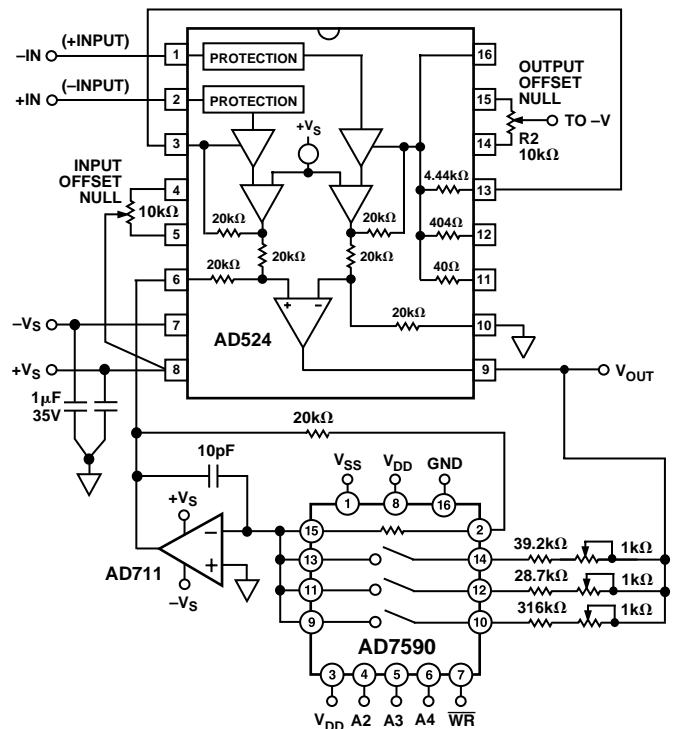 –IN (+INPUT)
+IN (–INPUT)
1 PROTECTION 16
2 PROTECTION 15
3 14
4 13
5 12
6 11
7 10
8 9
OUTPUT
OFFSET
NULL
TO –V
R2
10kΩ
+VS
INPUT
OFFSET
NULL
10kΩ
4.44kΩ
404Ω
40Ω
20kΩ 20kΩ
20kΩ 20kΩ 20kΩ
20kΩ
–VS
AD524
+VS
VOUT
1µF
35V
20kΩ
10pF
VSS VDD GND
1 8 16
+VS
–
+
AD711
–VS
15 2
13 14
11 12
9 10
39.2kΩ 1kΩ
28.7kΩ 1kΩ
316kΩ 1kΩ
AD7590
3 4 5 6 7
VDD A2 A3 A4 WR
+ –